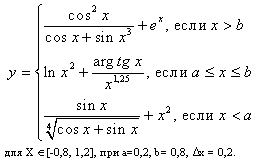 y = { cos² x / (cos x + sin x³) + eˣ, если x > b
ln x² + arg tg x / x^1,25, если a ≤ x ≤ b
sin x / ∜(cos x + sin x) + x², если x < a
для X ∈[-0,8, 1,2], при a=0,2, b= 0,8, Δx = 0,2.